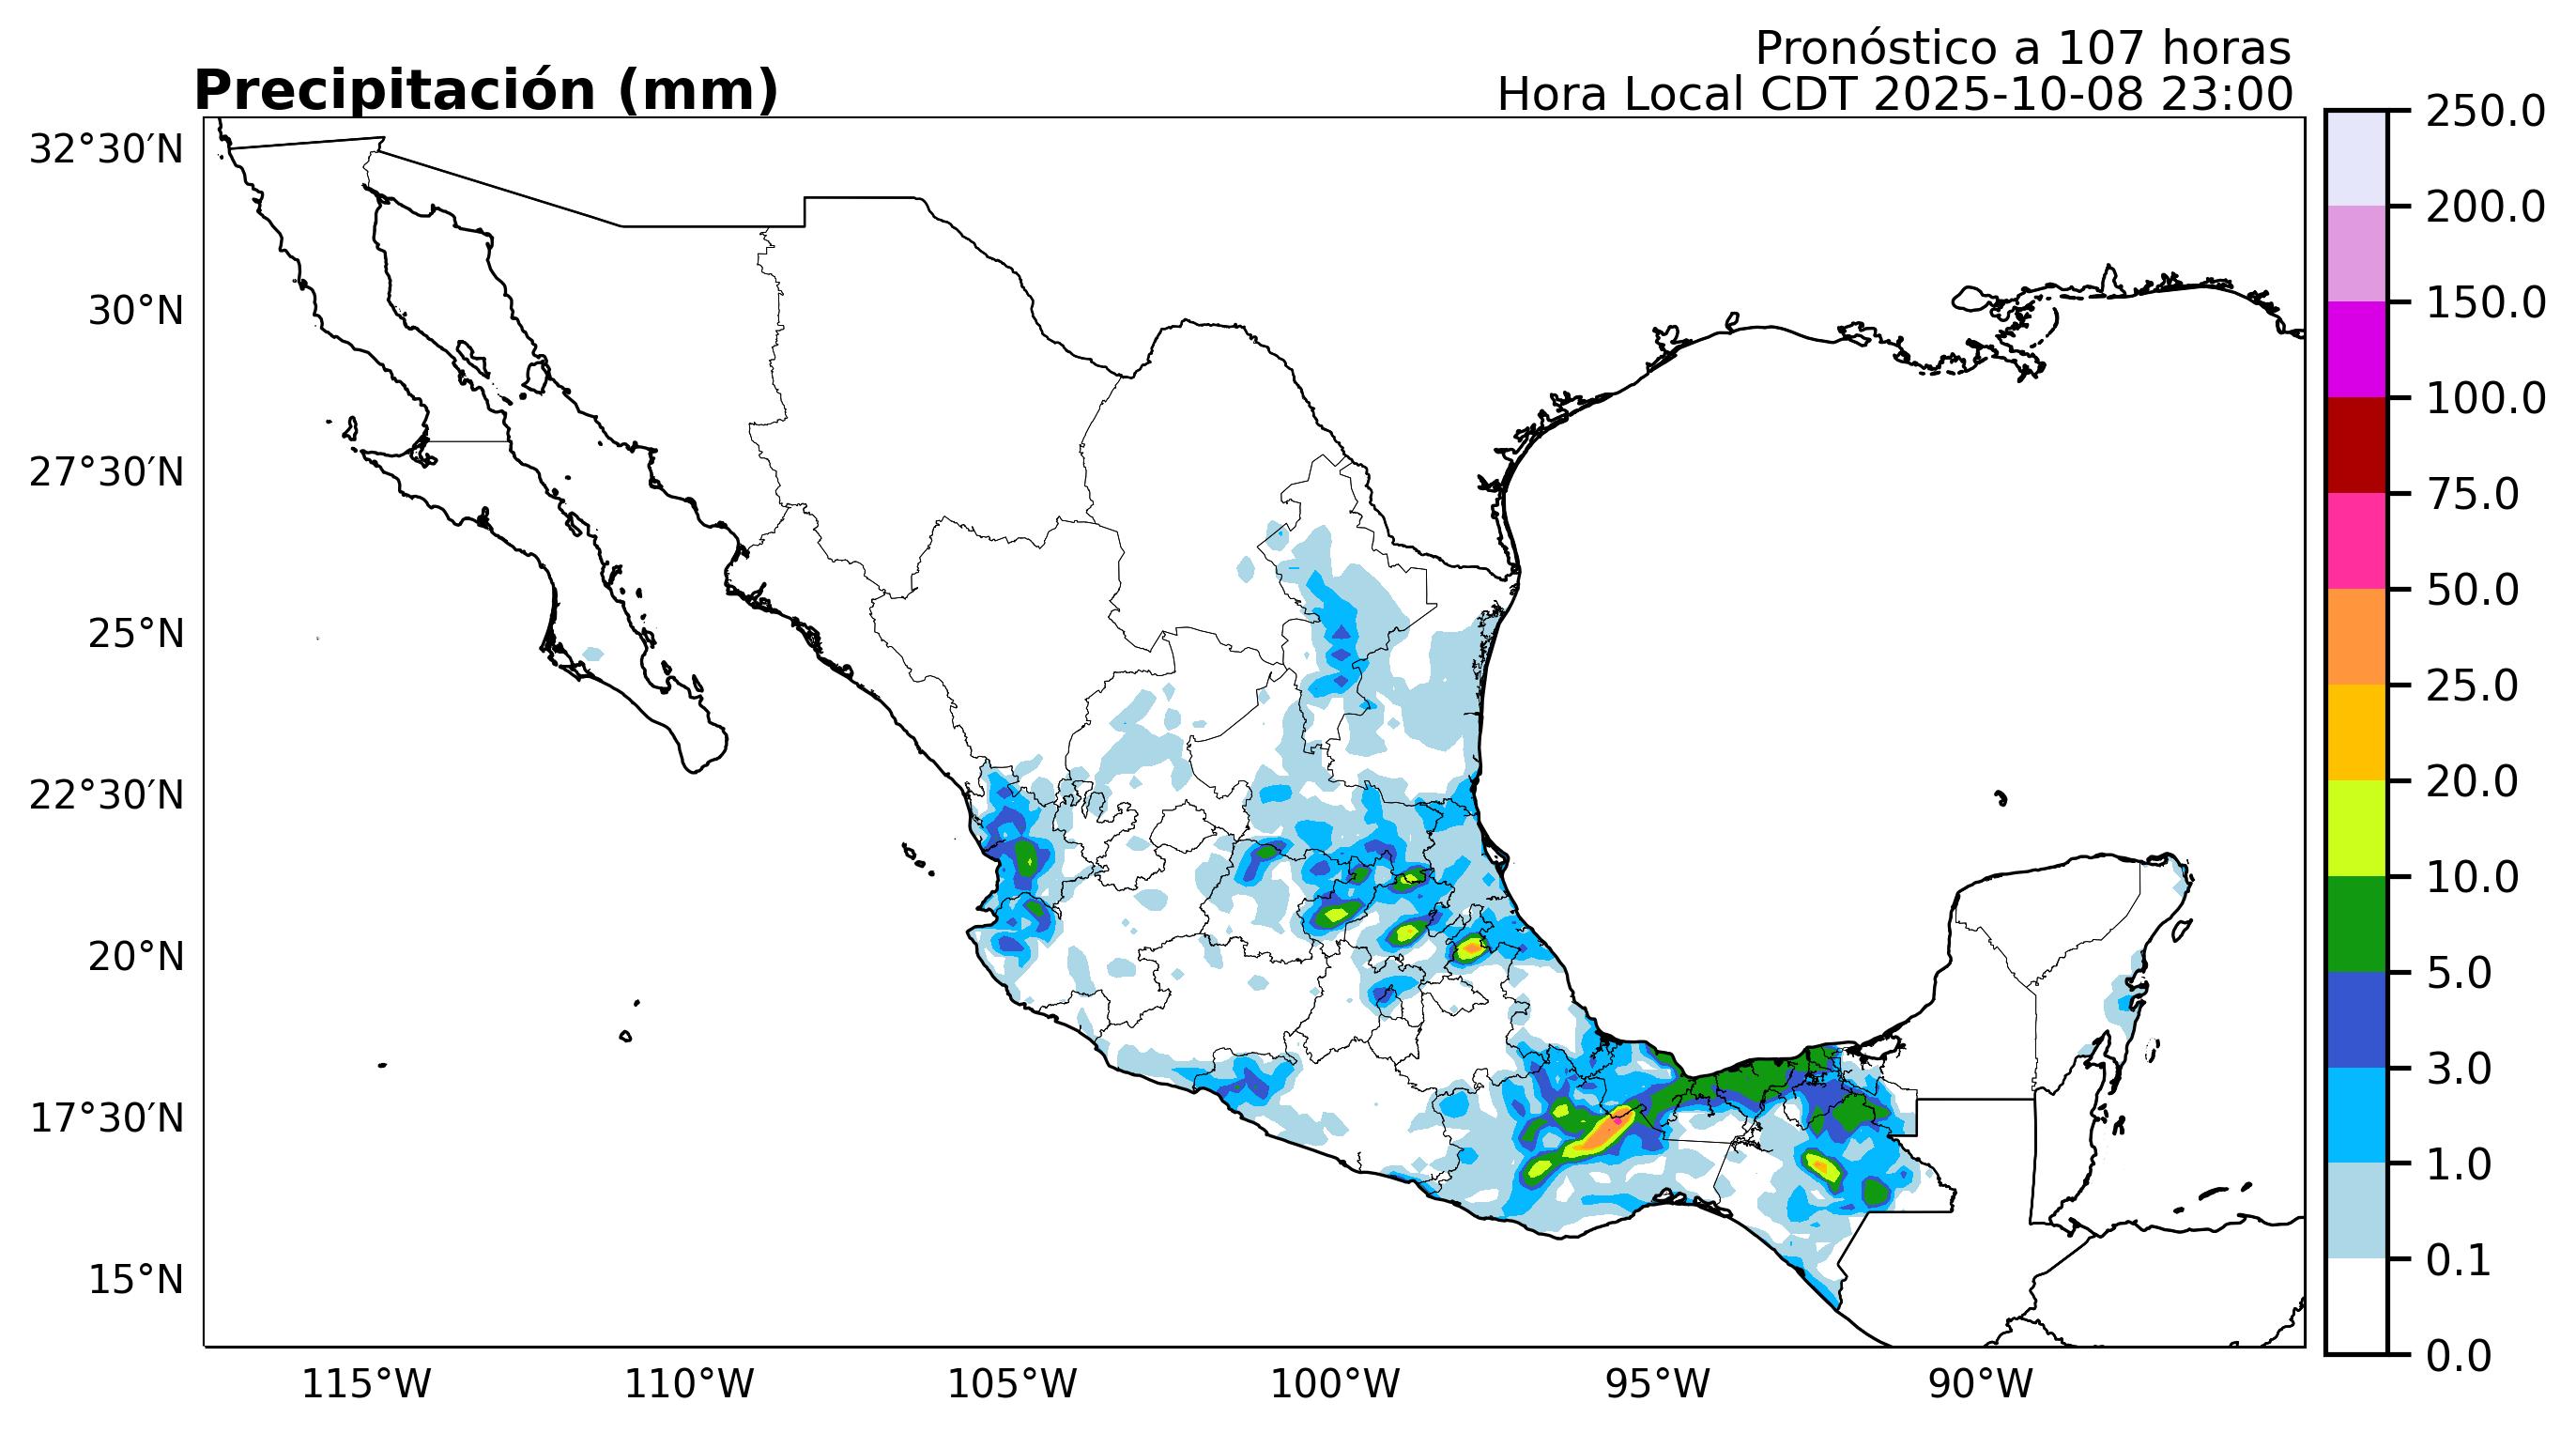 Pronóstico a 107 horas
Precipitación (mm)
Hora Local CDT 2025-10-08 23:00
32°30′N
30°N
27°30′N
25°N
22°30′N
20°N
17°30′N
15°N
115°W
110°W
105°W
100°W
95°W
90°W
250.0
200.0
150.0
100.0
75.0
50.0
25.0
20.0
10.0
5.0
3.0
1.0
0.1
0.0